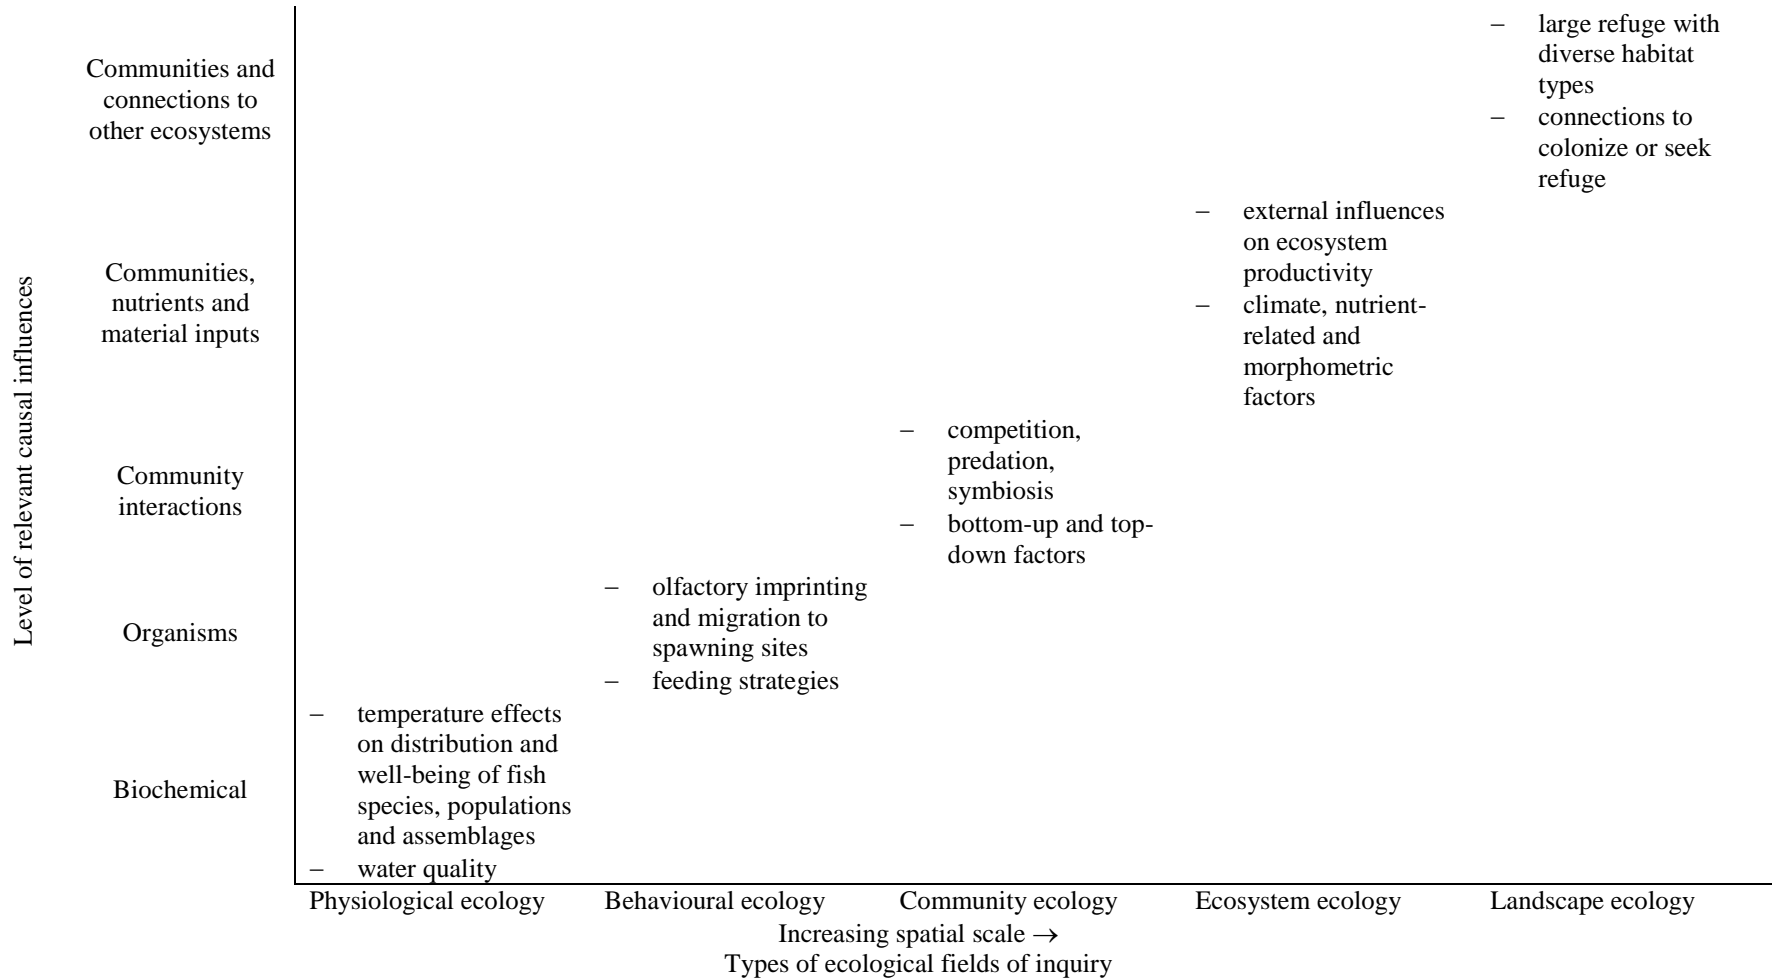 Level of relevant causal influences
Communities and
connections to
other ecosystems
– large refuge with
diverse habitat
types
– connections to
colonize or seek
refuge
Communities,
nutrients and
material inputs
– external influences
on ecosystem
productivity
– climate, nutrient-
related and
morphometric
factors
Community
interactions
– competition,
predation,
symbiosis
– bottom-up and top-
down factors
Organisms
– olfactory imprinting
and migration to
spawning sites
– feeding strategies
Biochemical
– temperature effects
on distribution and
well-being of fish
species, populations
and assemblages
– water quality
Physiological ecology Behavioural ecology Community ecology Ecosystem ecology Landscape ecology
Increasing spatial scale →
Types of ecological fields of inquiry